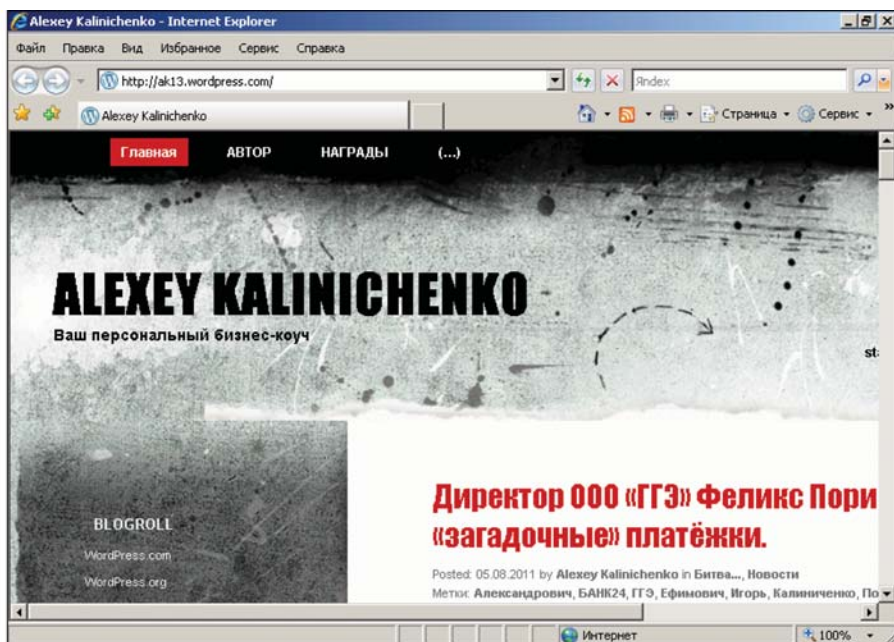 Alexey Kalinichenko - Internet Explorer
Файл Правка Вид Избранное Сервис Справка
http://ak13.wordpress.com/ Яndex
Alexey Kalinichenko Страница Сервис »
Главная АВТОР НАГРАДЫ (...)
ALEXEY KALINICHENKO
Ваш персональный бизнес-коуч
sta
Директор ООО «ГГЭ» Феликс Пори
«загадочные» платёжки.
BLOGROLL
WordPress.com
WordPress.org
Posted: 05.08.2011 by Alexey Kalinichenko in Битва..., Новости
Метки: Александрович, БАНК24, ГГЭ, Ефимович, Игорь, Калиниченко, По
Интернет 100%